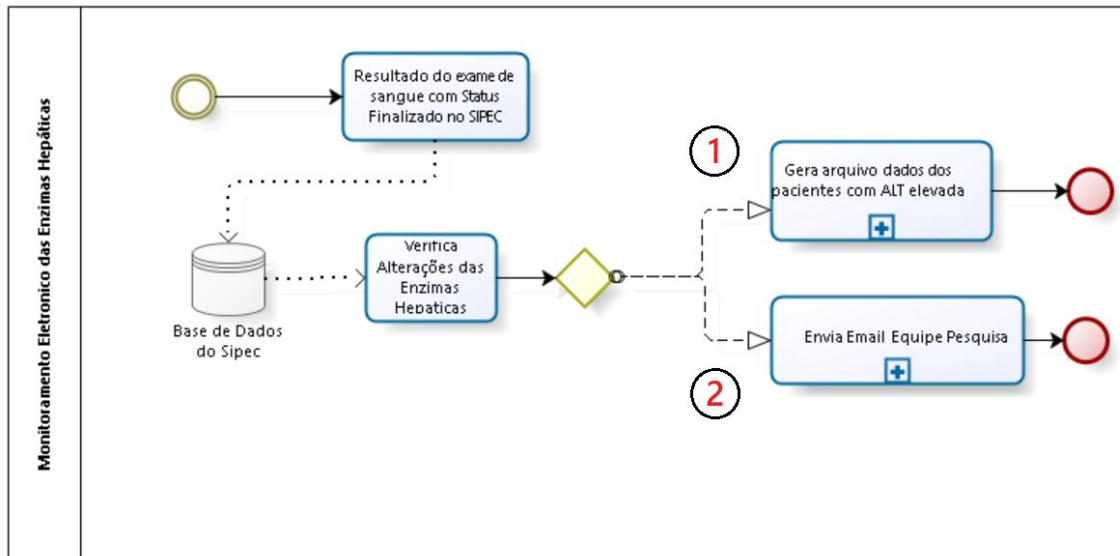 Monitoramento Eletronico das Enzimas Hepáticas
Resultado do exame de
sangue com Status
Finalizado no SIPEC
1
Gera arquivo dados dos
pacientes com ALT elevada
Verifica
Alterações das
Enzimas
Hepaticas
Base de Dados
do Sipec
Envia Email Equipe Pesquisa
2